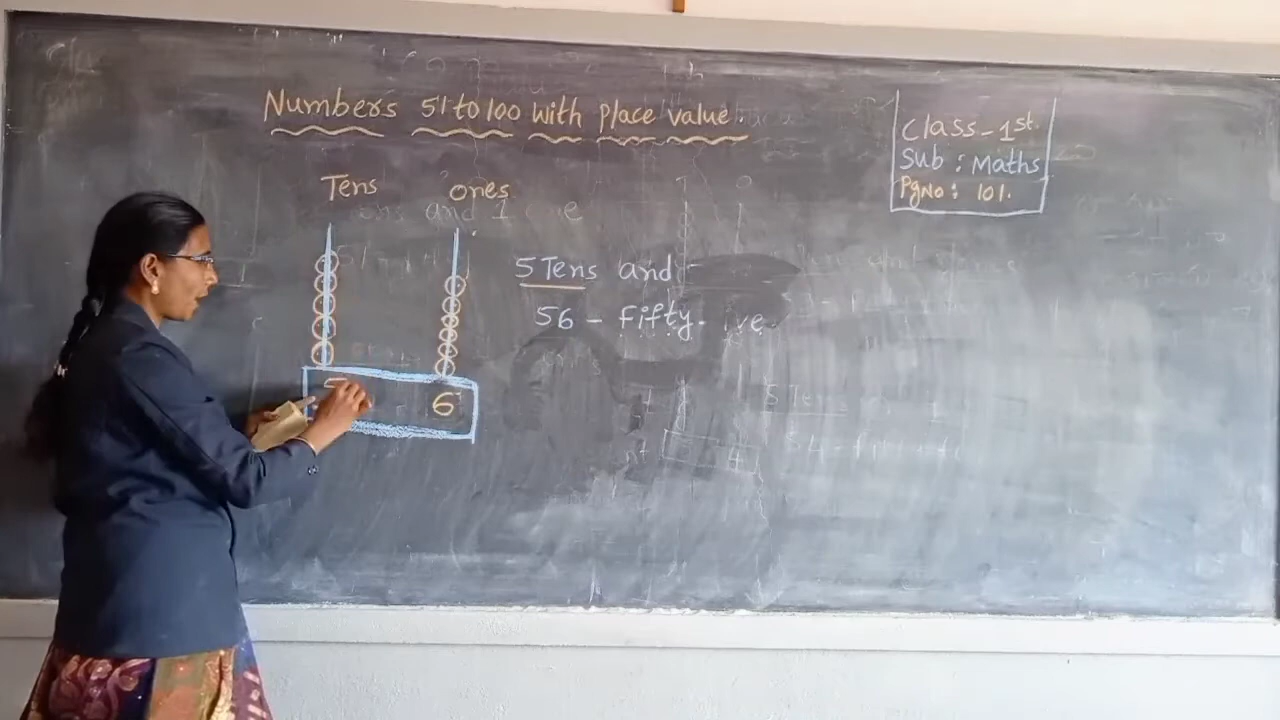 Numbers 51 to 100 with place value.
Class-1st.
Sub : Maths
PgNo: 101.
Tens ones
5 Tens and
56 - Fifty-ive
6